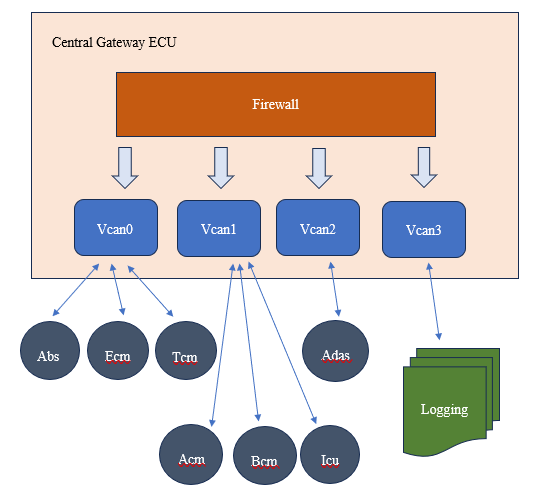 Central Gateway ECU
Firewall
Vcan0
Vcan1
Vcan2
Vcan3
Abs
Ecm
Tcm
Adas
Logging
Acm
Bcm
Icu